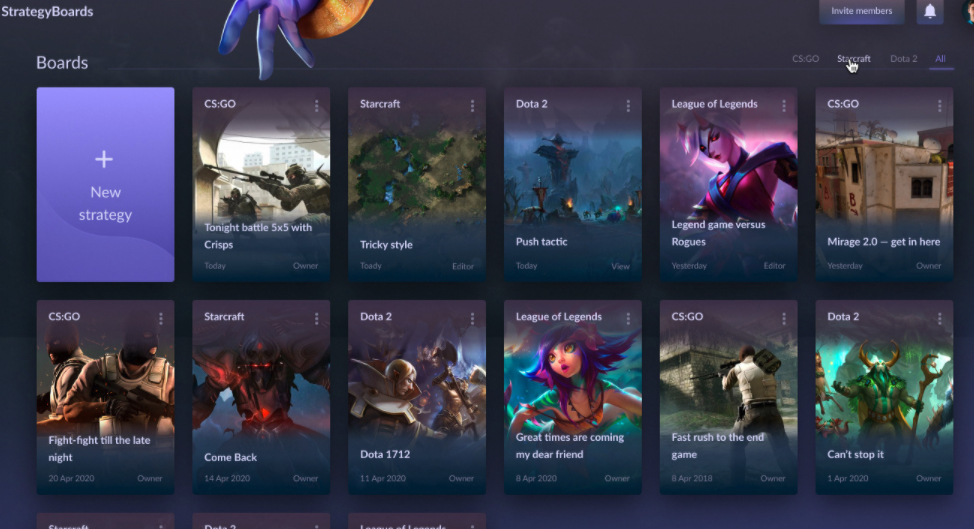 StrategyBoards
Invite members
Boards
CS:GO Starcraft Dota 2 All
+
New
strategy
CS:GO
Tonight battle 5x5 with
Crisps
Today Owner
Starcraft
Tricky style
Toady Editor
Dota 2
Push tactic
Today View
League of Legends
Legend game versus
Rogues
Yesterday Editor
CS:GO
Mirage 2.0 — get in here
Yesterday Owner
CS:GO
Fight-fight till the late
night
20 Apr 2020 Owner
Starcraft
Come Back
14 Apr 2020 Owner
Dota 2
Dota 1712
11 Apr 2020 Owner
League of Legends
Great times are coming
my dear friend
8 Apr 2020 Owner
CS:GO
Fast rush to the end
game
6 Apr 2018 Owner
Dota 2
Can't stop it
1 Apr 2020 Owner
Starcraft
Dota 2
League of Legends